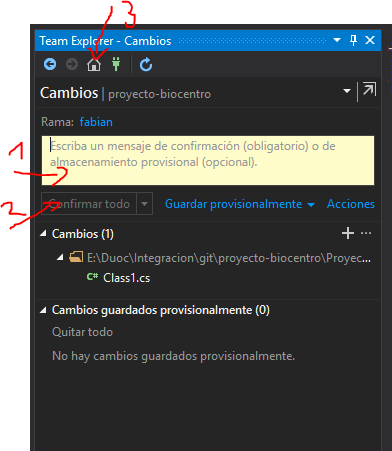 3
Team Explorer - Cambios
Cambios | proyecto-biocentro
Rama: fabian
1
Escriba un mensaje de confirmación (obligatorio) o de
almacenamiento provisional (opcional).
2
Confirmar todo Guardar provisionalmente Acciones
Cambios (1)
E:\Duoc\Integracion\git\proyecto-biocentro\Proyec...
C# Class1.cs
Cambios guardados provisionalmente (0)
Quitar todo
No hay cambios guardados provisionalmente.